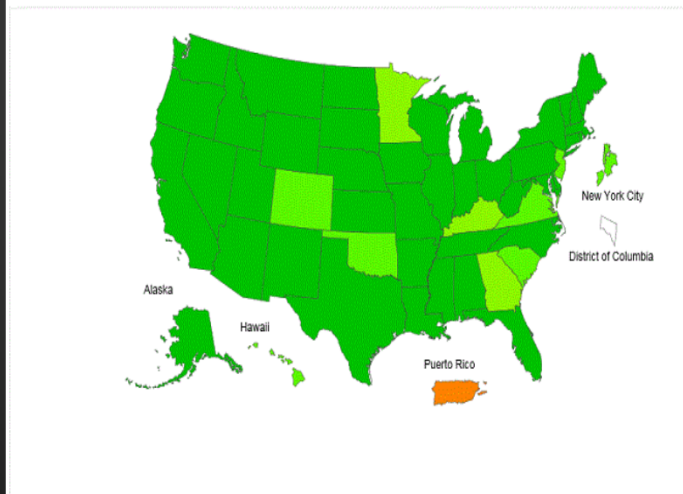 New York City
District of Columbia
Alaska
Hawaii
Puerto Rico